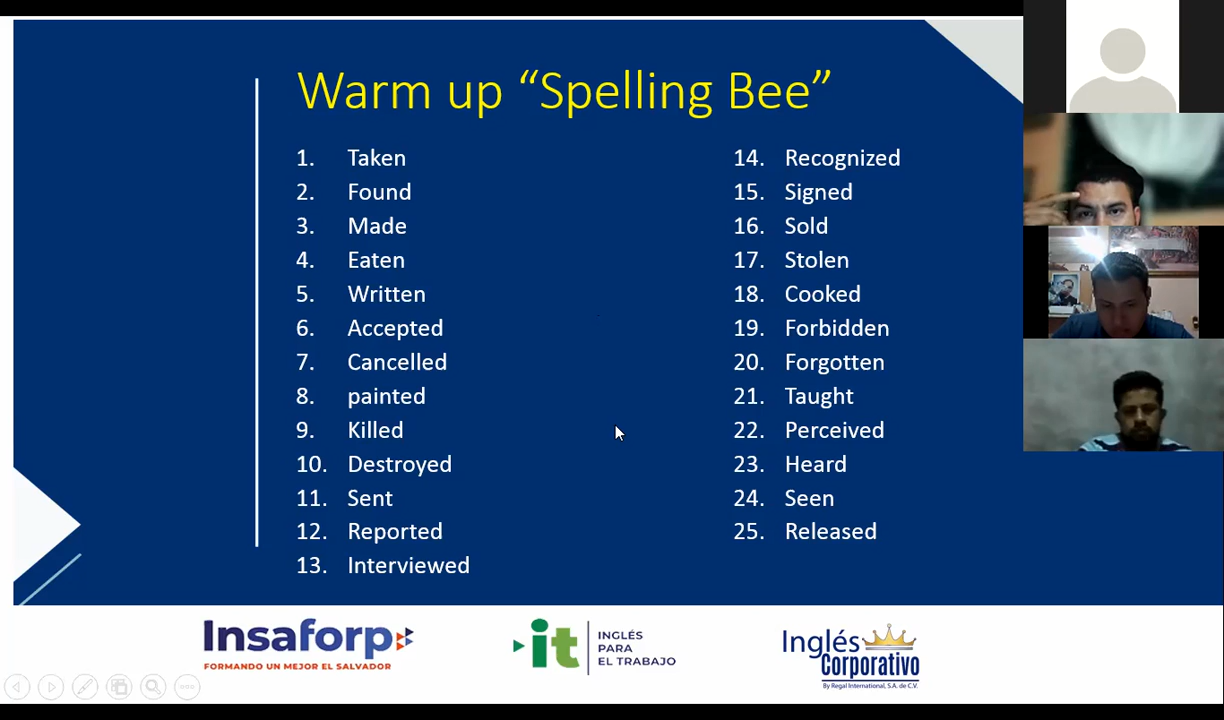 Warm up “Spelling Bee”
1. Taken
2. Found
3. Made
4. Eaten
5. Written
6. Accepted
7. Cancelled
8. painted
9. Killed
10. Destroyed
11. Sent
12. Reported
13. Interviewed
14. Recognized
15. Signed
16. Sold
17. Stolen
18. Cooked
19. Forbidden
20. Forgotten
21. Taught
22. Perceived
23. Heard
24. Seen
25. Released
Insaforp
FORMANDO UN MEJOR EL SALVADOR
it
INGLÉS
PARA
EL TRABAJO
Inglés
Corporativo
By Regal International, S.A. de C.V.